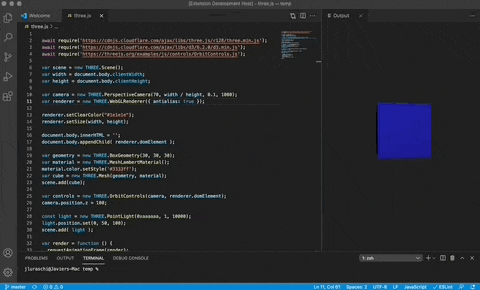 [Extension Development Host] - three.js — temp
Welcome
three.js
Output
three.js > ...
await require('https://cdnjs.cloudflare.com/ajax/libs/three.js/r128/three.min.js');
await require('https://cdnjs.cloudflare.com/ajax/libs/d3/6.2.0/d3.min.js');
await require('https://threejs.org/examples/js/controls/OrbitControls.js');
var scene = new THREE.Scene();
var width = document.body.clientWidth;
var height = document.body.clientHeight;
var camera = new THREE.PerspectiveCamera(70, width / height, 0.1, 1000);
11 var renderer = new THREE.WebGLRenderer({ antialias: true });
renderer.setClearColor("#1e1e1e");
renderer.setSize(width, height);
document.body.innerHTML = '';
document.body.appendChild( renderer.domElement );
var geometry = new THREE.BoxGeometry(30, 30, 30);
var material = new THREE.MeshLambertMaterial();
material.color.setStyle('#3333ff');
var cube = new THREE.Mesh(geometry, material);
scene.add(cube);
var controls = new THREE.OrbitControls(camera, renderer.domElement);
camera.position.z = 100;
const light = new THREE.PointLight(0xaaaaaa, 1, 10000);
light.position.set(0, 50, 100);
scene.add( light );
var render = function () {
requestAnimationFrame(render);
PROBLEMS OUTPUT TERMINAL DEBUG CONSOLE
1: zsh
jluraschi@Javiers-Mac temp %
Ln 11, Col 61 Spaces: 2 UTF-8 LF JavaScript ESLint